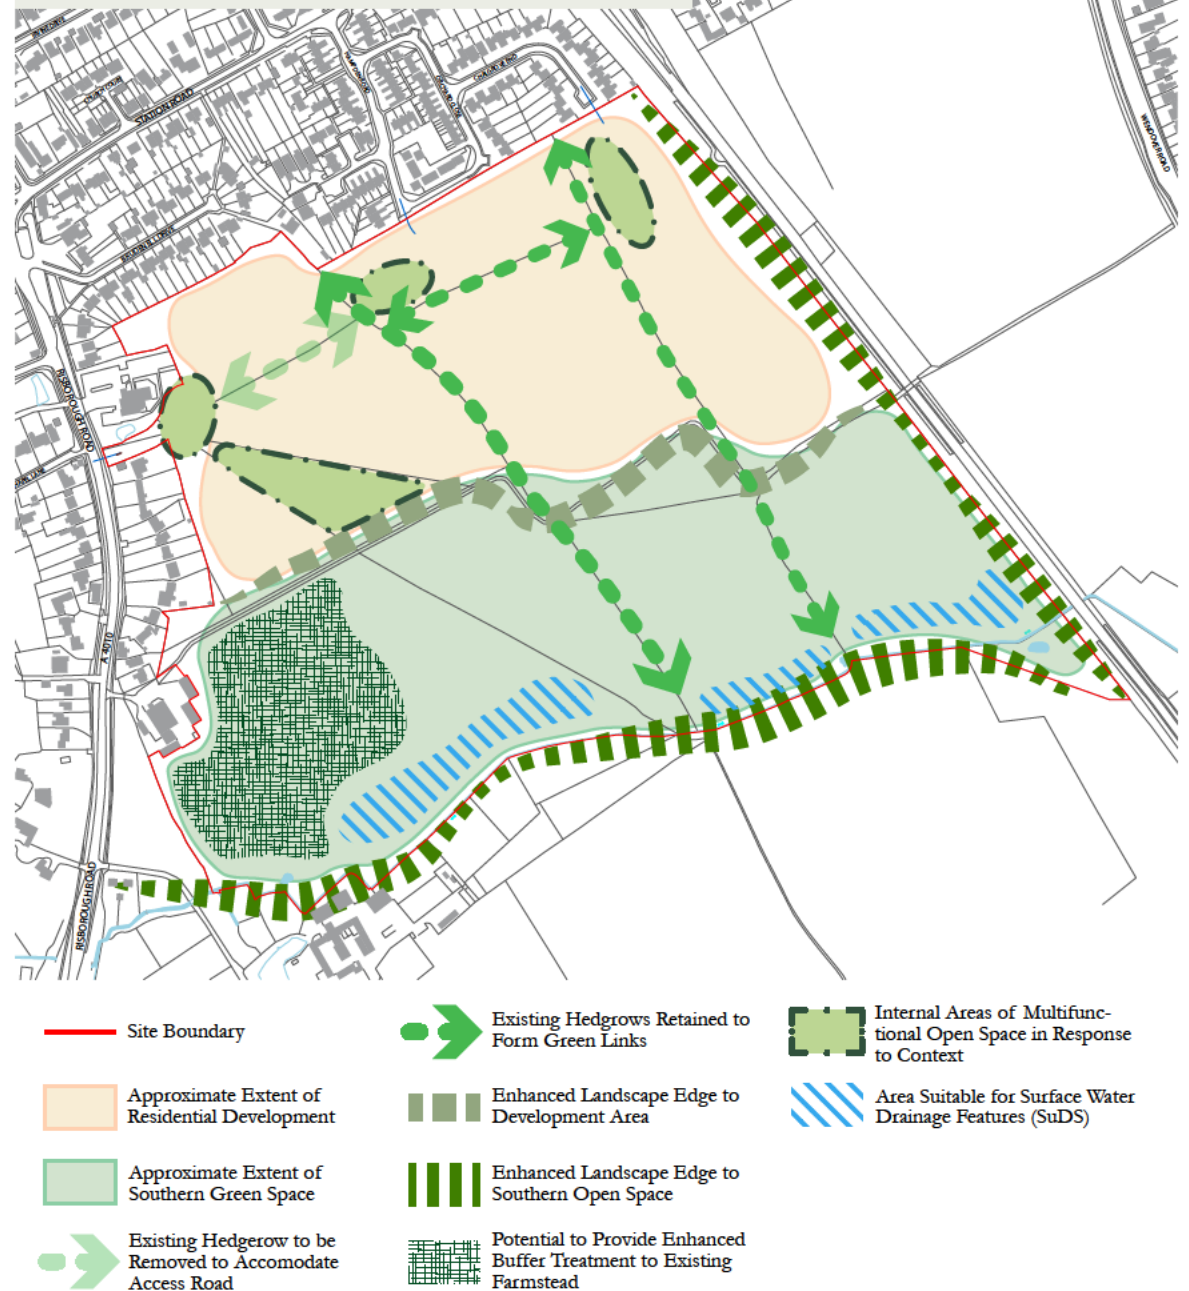 STATION ROAD
CHALGROVE END
WENDOVER ROAD
RISBOROUGH ROAD
A 4010
RISBOROUGH ROAD
Site Boundary
Approximate Extent of
Residential Development
Approximate Extent of
Southern Green Space
Existing Hedgerow to be
Removed to Accomodate
Access Road
Existing Hedgrows Retained to
Form Green Links
Enhanced Landscape Edge to
Development Area
Enhanced Landscape Edge to
Southern Open Space
Potential to Provide Enhanced
Buffer Treatment to Existing
Farmstead
Internal Areas of Multifunc-
tional Open Space in Response
to Context
Area Suitable for Surface Water
Drainage Features (SuDS)